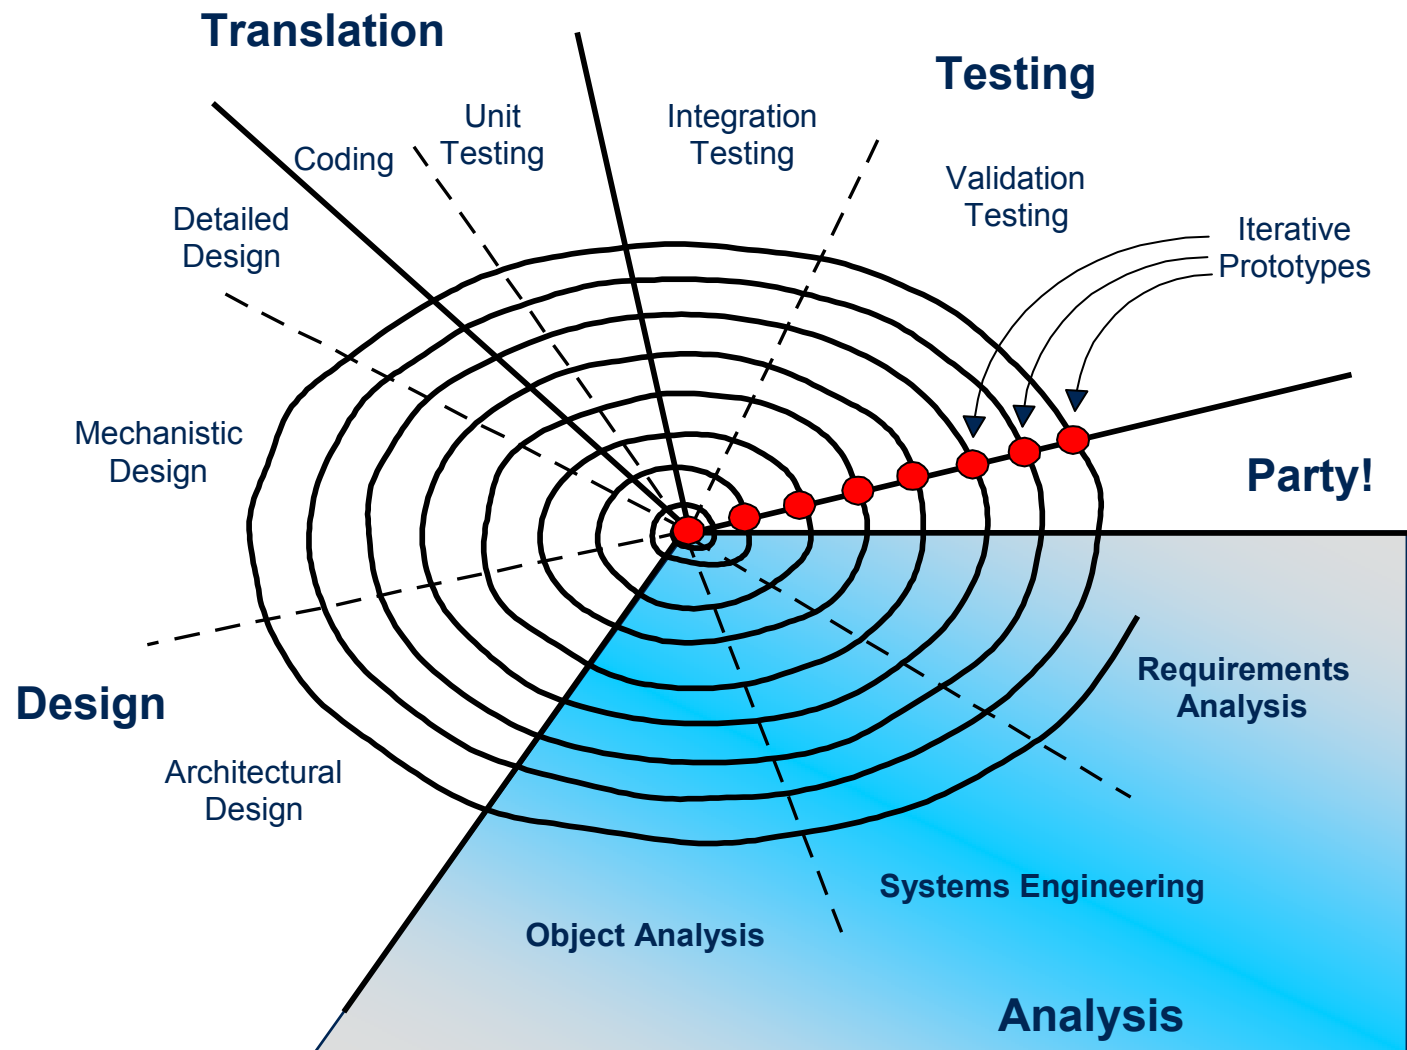 Translation
Testing
Unit
Testing
Integration
Testing
Coding
Validation
Testing
Detailed
Design
Iterative
Prototypes
Mechanistic
Design
Party!
Requirements
Analysis
Design
Architectural
Design
Systems Engineering
Object Analysis
Analysis